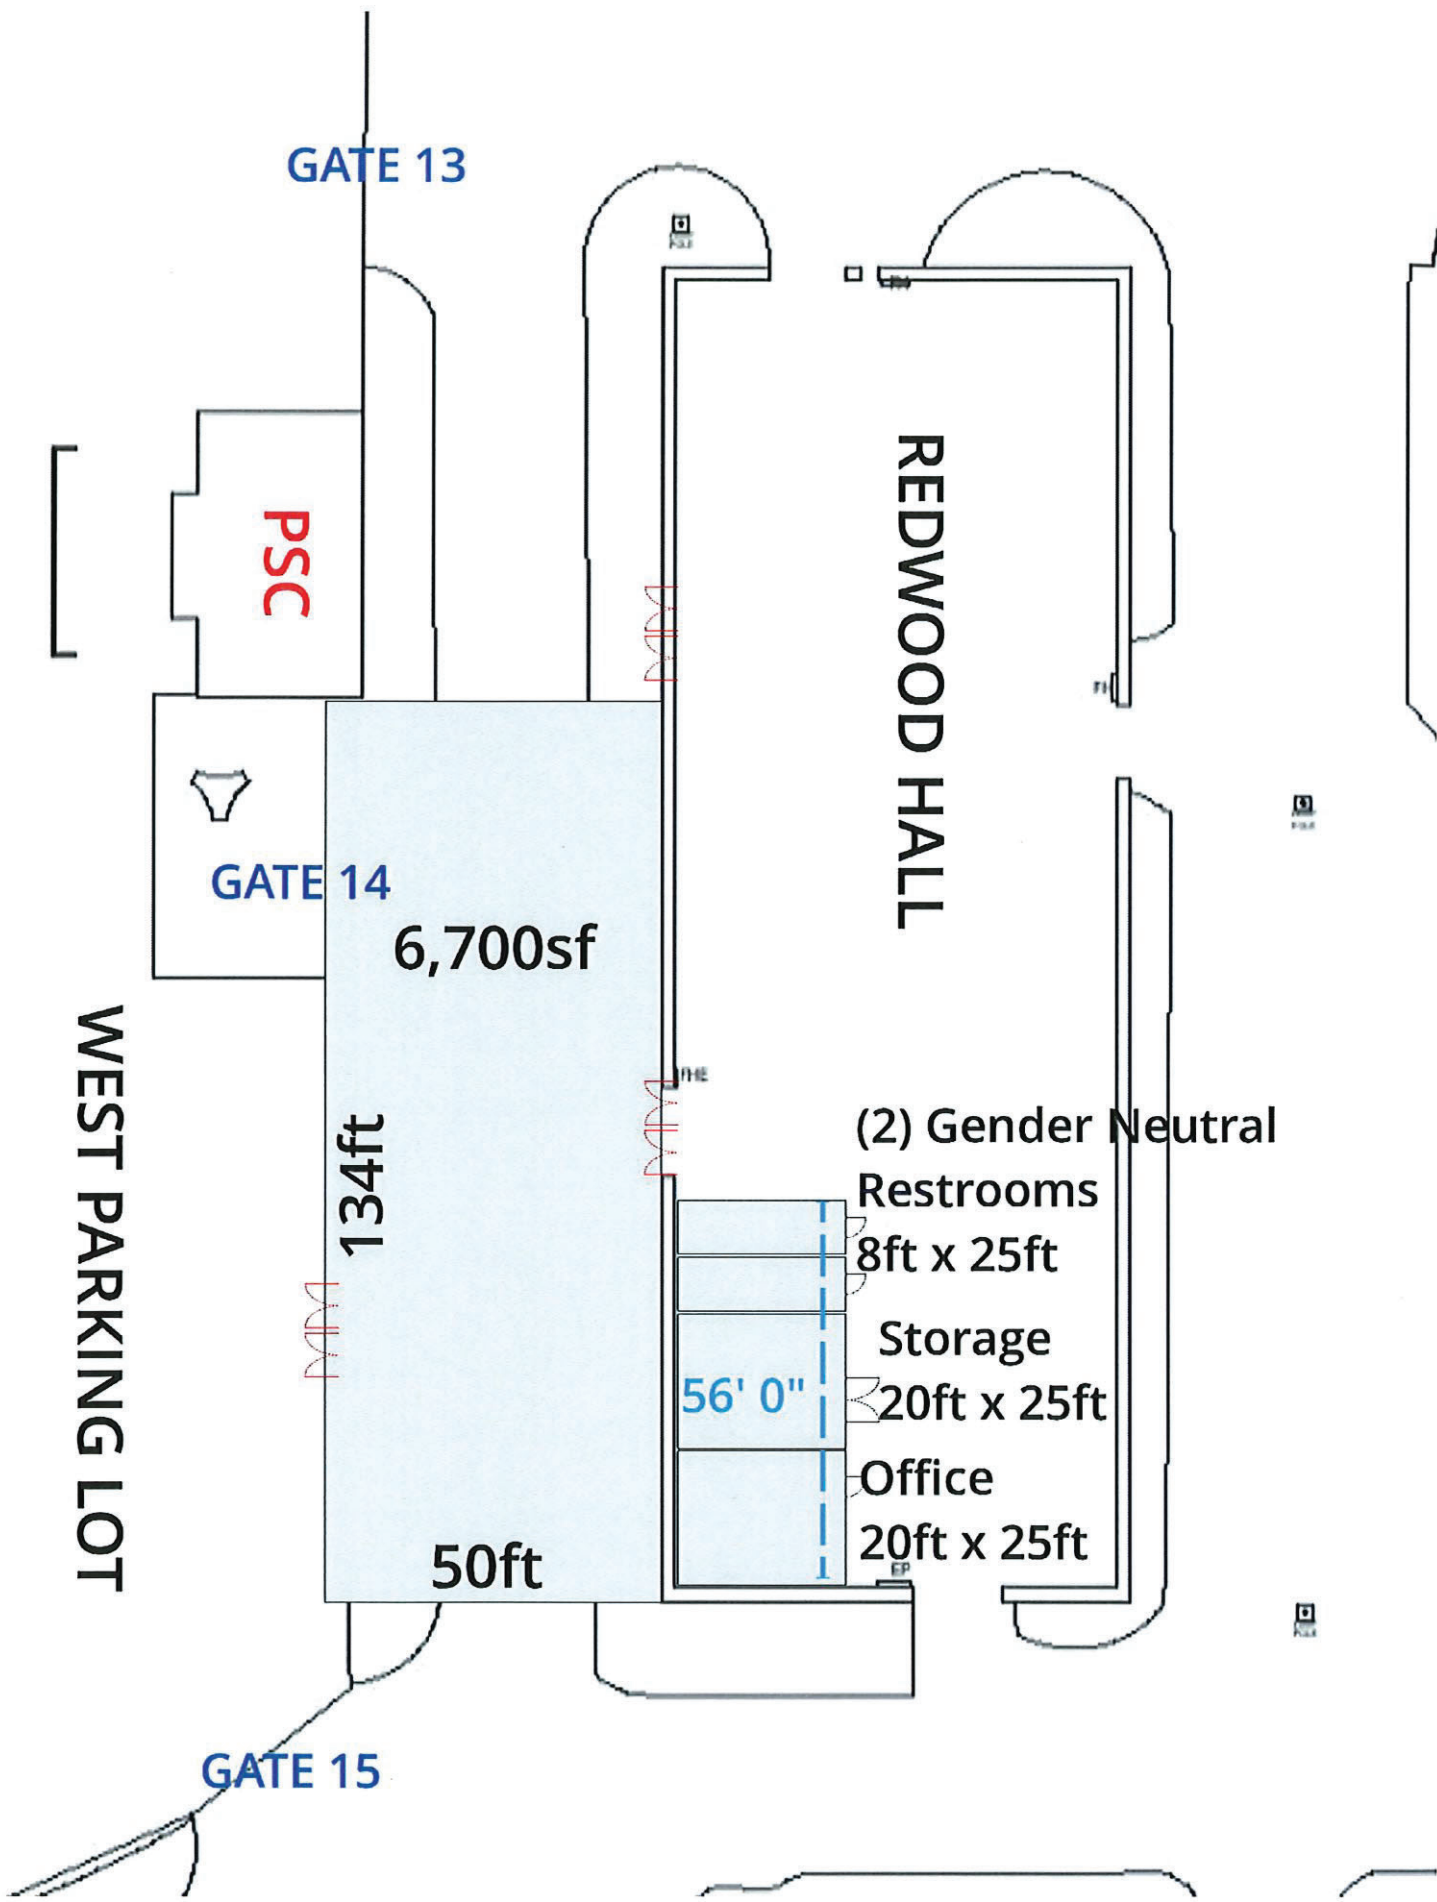 GATE 13
REDWOOD HALL
PSC
GATE 14
6,700sf
WEST PARKING LOT
134ft
(2) Gender Neutral
Restrooms
8ft x 25ft
Storage
56' 0"
20ft x 25ft
Office
20ft x 25ft
50ft
EP
GATE 15